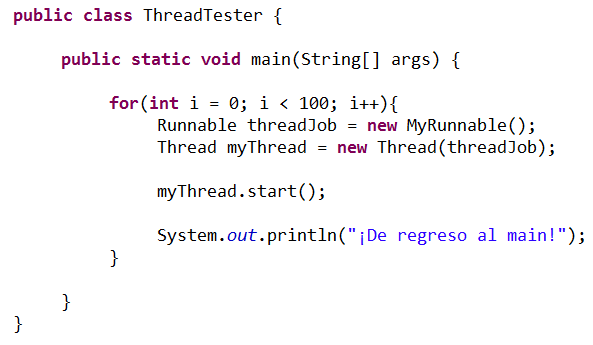 public class ThreadTester {
public static void main(String[] args) {
for(int i = 0; i < 100; i++){
Runnable threadJob = new MyRunnable();
Thread myThread = new Thread(threadJob);
myThread.start();
System.out.println("¡De regreso al main!");
}
}
}